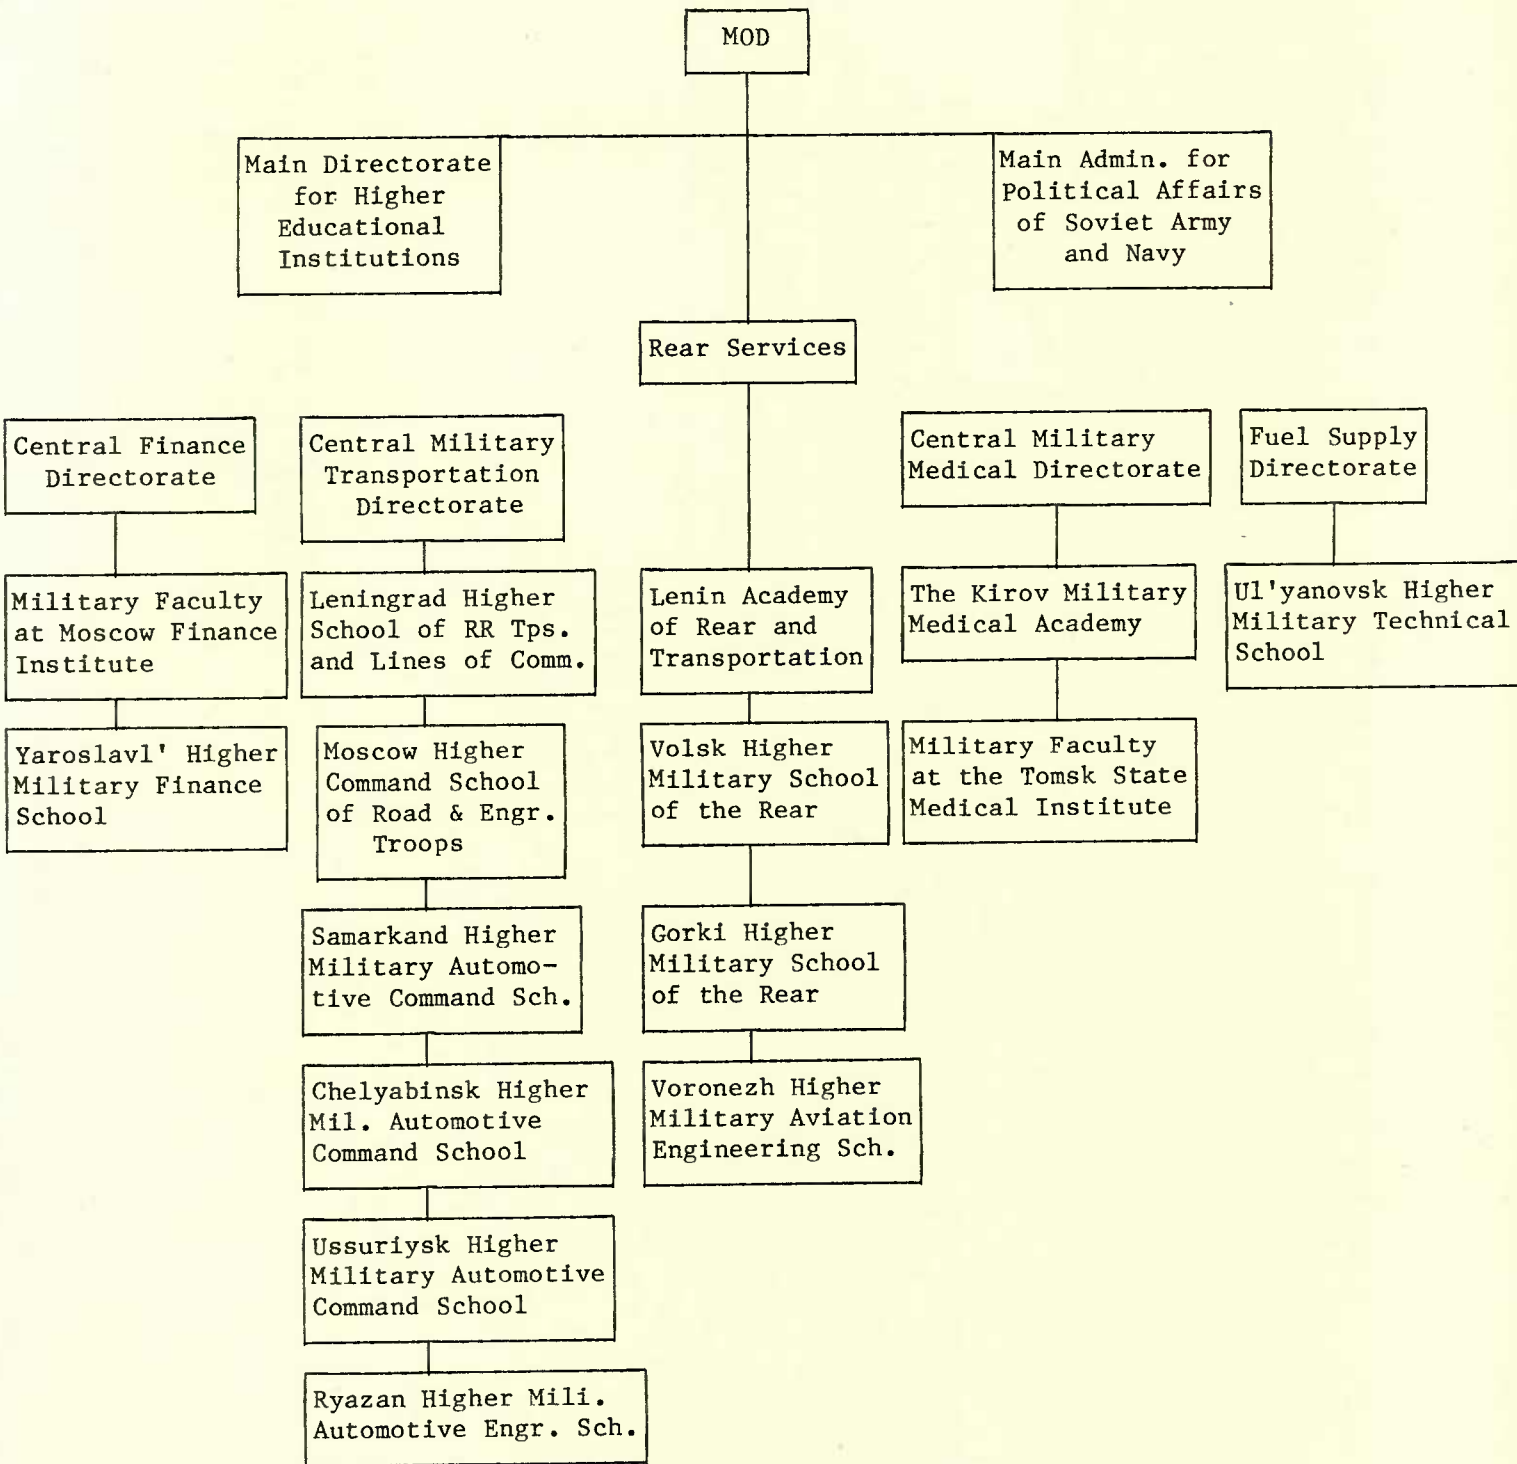 MOD
Main Directorate
for Higher
Educational
Institutions
Main Admin. for
Political Affairs
of Soviet Army
and Navy
Rear Services
Central Finance
Directorate
Central Military
Transportation
Directorate
Central Military
Medical Directorate
Fuel Supply
Directorate
Military Faculty
at Moscow Finance
Institute
Leningrad Higher
School of RR Tps.
and Lines of Comm.
Lenin Academy
of Rear and
Transportation
The Kirov Military
Medical Academy
Ul'yanovsk Higher
Military Technical
School
Yaroslavl' Higher
Military Finance
School
Moscow Higher
Command School
of Road & Engr.
Troops
Volsk Higher
Military School
of the Rear
Military Faculty
at the Tomsk State
Medical Institute
Samarkand Higher
Military Automo-
tive Command Sch.
Gorki Higher
Military School
of the Rear
Chelyabinsk Higher
Mil. Automotive
Command School
Voronezh Higher
Military Aviation
Engineering Sch.
Ussuriysk Higher
Military Automotive
Command School
Ryazan Higher Mili.
Automotive Engr. Sch.